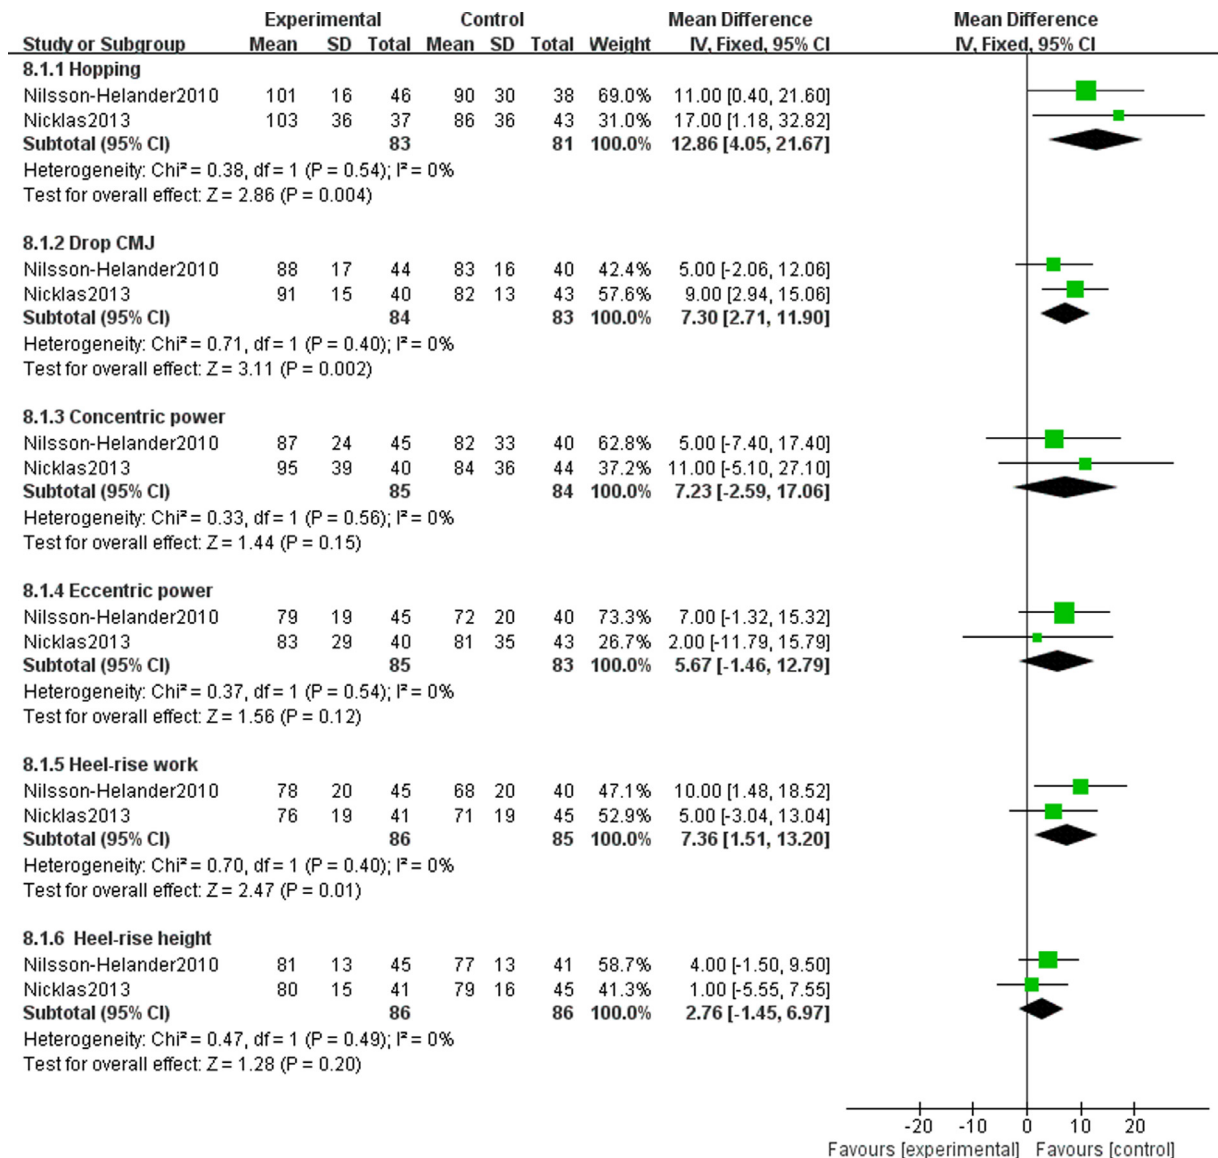 Experimental Control Mean Difference Mean Difference
Study or Subgroup Mean SD Total Mean SD Total Weight IV, Fixed, 95% CI IV, Fixed, 95% CI
8.1.1 Hopping
Nilsson-Helander2010 101 16 46 90 30 38 69.0% 11.00 [0.40, 21.60]
Nicklas2013 103 36 37 86 36 43 31.0% 17.00 [1.18, 32.82]
Subtotal (95% CI) 83 81 100.0% 12.86 [4.05, 21.67]
Heterogeneity: Chi² = 0.38, df = 1 (P = 0.54); I² = 0%
Test for overall effect: Z = 2.86 (P = 0.004)
8.1.2 Drop CMJ
Nilsson-Helander2010 88 17 44 83 16 40 42.4% 5.00 [-2.06, 12.06]
Nicklas2013 91 15 40 82 13 43 57.6% 9.00 [2.94, 15.06]
Subtotal (95% CI) 84 83 100.0% 7.30 [2.71, 11.90]
Heterogeneity: Chi² = 0.71, df = 1 (P = 0.40); I² = 0%
Test for overall effect: Z = 3.11 (P = 0.002)
8.1.3 Concentric power
Nilsson-Helander2010 87 24 45 82 33 40 62.8% 5.00 [-7.40, 17.40]
Nicklas2013 95 39 40 84 36 44 37.2% 11.00 [-5.10, 27.10]
Subtotal (95% CI) 85 84 100.0% 7.23 [-2.59, 17.06]
Heterogeneity: Chi² = 0.33, df = 1 (P = 0.56); I² = 0%
Test for overall effect: Z = 1.44 (P = 0.15)
8.1.4 Eccentric power
Nilsson-Helander2010 79 19 45 72 20 40 73.3% 7.00 [-1.32, 15.32]
Nicklas2013 83 29 40 81 35 43 26.7% 2.00 [-11.79, 15.79]
Subtotal (95% CI) 85 83 100.0% 5.67 [-1.46, 12.79]
Heterogeneity: Chi² = 0.37, df = 1 (P = 0.54); I² = 0%
Test for overall effect: Z = 1.56 (P = 0.12)
8.1.5 Heel-rise work
Nilsson-Helander2010 78 20 45 68 20 40 47.1% 10.00 [1.48, 18.52]
Nicklas2013 76 19 41 71 19 45 52.9% 5.00 [-3.04, 13.04]
Subtotal (95% CI) 86 85 100.0% 7.36 [1.51, 13.20]
Heterogeneity: Chi² = 0.70, df = 1 (P = 0.40); I² = 0%
Test for overall effect: Z = 2.47 (P = 0.01)
8.1.6 Heel-rise height
Nilsson-Helander2010 81 13 45 77 13 41 58.7% 4.00 [-1.50, 9.50]
Nicklas2013 80 15 41 79 16 45 41.3% 1.00 [-5.55, 7.55]
Subtotal (95% CI) 86 86 100.0% 2.76 [-1.45, 6.97]
Heterogeneity: Chi² = 0.47, df = 1 (P = 0.49); I² = 0%
Test for overall effect: Z = 1.28 (P = 0.20)
-20 -10 0 10 20
Favours [experimental] Favours [control]